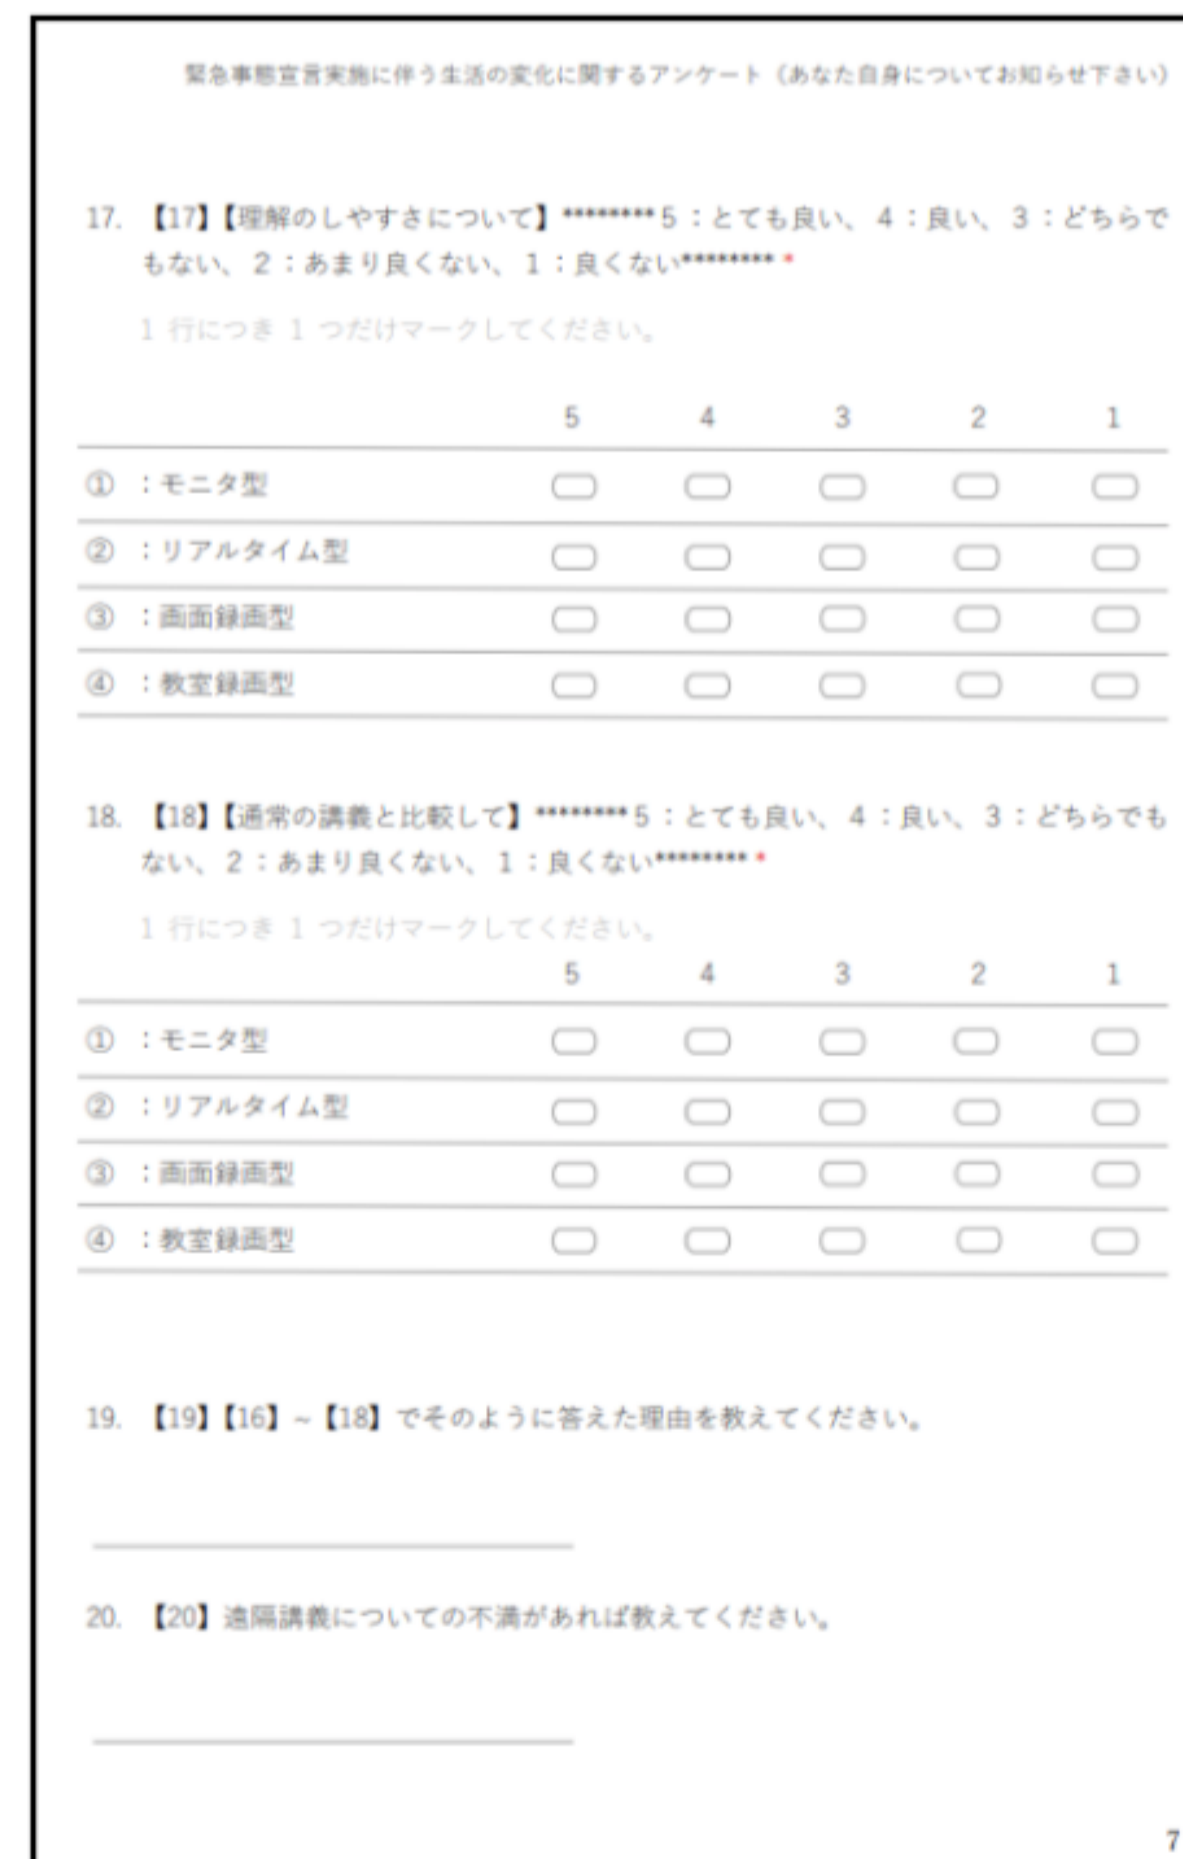 緊急事態宣言実施に伴う生活の変化に関するアンケート（あなた自身についてお知らせ下さい）
17. 【17】【理解のしやすさについて】********５：とても良い、４：良い、３：どちらで
もない、２：あまり良くない、１：良くない******** *
1 行につき 1 つだけマークしてください。
5 4 3 2 1
① ：モニタ型
② ：リアルタイム型
③ ：画面録画型
④ ：教室録画型
18. 【18】【通常の講義と比較して】********５：とても良い、４：良い、３：どちらでも
ない、２：あまり良くない、１：良くない******** *
1 行につき 1 つだけマークしてください。
5 4 3 2 1
① ：モニタ型
② ：リアルタイム型
③ ：画面録画型
④ ：教室録画型
19. 【19】【16】~【18】でそのように答えた理由を教えてください。
20. 【20】遠隔講義についての不満があれば教えてください。
7